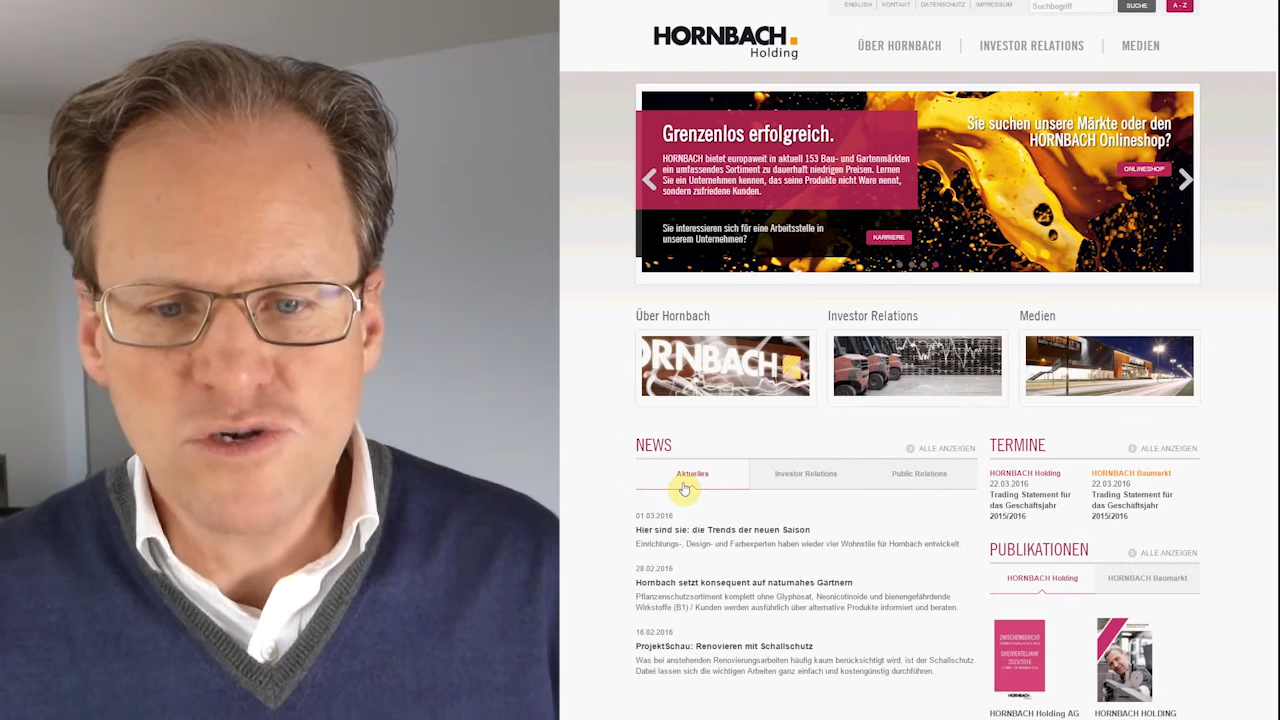 ENGLISH
KONTAKT
DATENSCHUTZ
IMPRESSUM
Suchbegriff
SUCHE
A - Z
HORNBACH
Holding
ÜBER HORNBACH
INVESTOR RELATIONS
MEDIEN
Grenzenlos erfolgreich.
HORNBACH bietet europaweit in aktuell 153 Bau- und Gartenmärkten
ein umfassendes Sortiment zu dauerhaft niedrigen Preisen. Lernen
Sie ein Unternehmen kennen, das seine Produkte nicht Ware nennt,
sondern zufriedene Kunden.
Sie interessieren sich für eine Arbeitsstelle in
unserem Unternehmen?
KARRIERE
Sie suchen unsere Märkte oder den
HORNBACH Onlineshop?
ONLINESHOP
Über Hornbach
Investor Relations
Medien
ORNBACH
NEWS
ALLE ANZEIGEN
Aktuelles
Investor Relations
Public Relations
01.03.2016
Hier sind sie: die Trends der neuen Saison
Einrichtungs-, Design- und Farbexperten haben wieder vier Wohnstile für Hornbach entwickelt.
28.02.2016
Hornbach setzt konsequent auf naturnahes Gärtnern
Pflanzenschutzsortiment komplett ohne Glyphosat, Neonicotinoide und bienengefährdende
Wirkstoffe (B1) / Kunden werden ausführlich über alternative Produkte informiert und beraten.
16.02.2016
ProjektSchau: Renovieren mit Schallschutz
Was bei anstehenden Renovierungsarbeiten häufig kaum berücksichtigt wird, ist der Schallschutz.
Dabei lassen sich die wichtigen Arbeiten ganz einfach und kostengünstig durchführen.
TERMINE
ALLE ANZEIGEN
HORNBACH Holding
22.03.2016
Trading Statement für
das Geschäftsjahr
2015/2016
HORNBACH Baumarkt
22.03.2016
Trading Statement für
das Geschäftsjahr
2015/2016
PUBLIKATIONEN
ALLE ANZEIGEN
HORNBACH Holding
HORNBACH Baumarkt
ZWISCHENBERICHT
DREIVIERTELJAHR
2015/2016
HORNBACH
HORNBACH Holding AG
HORNBACH HOLDING